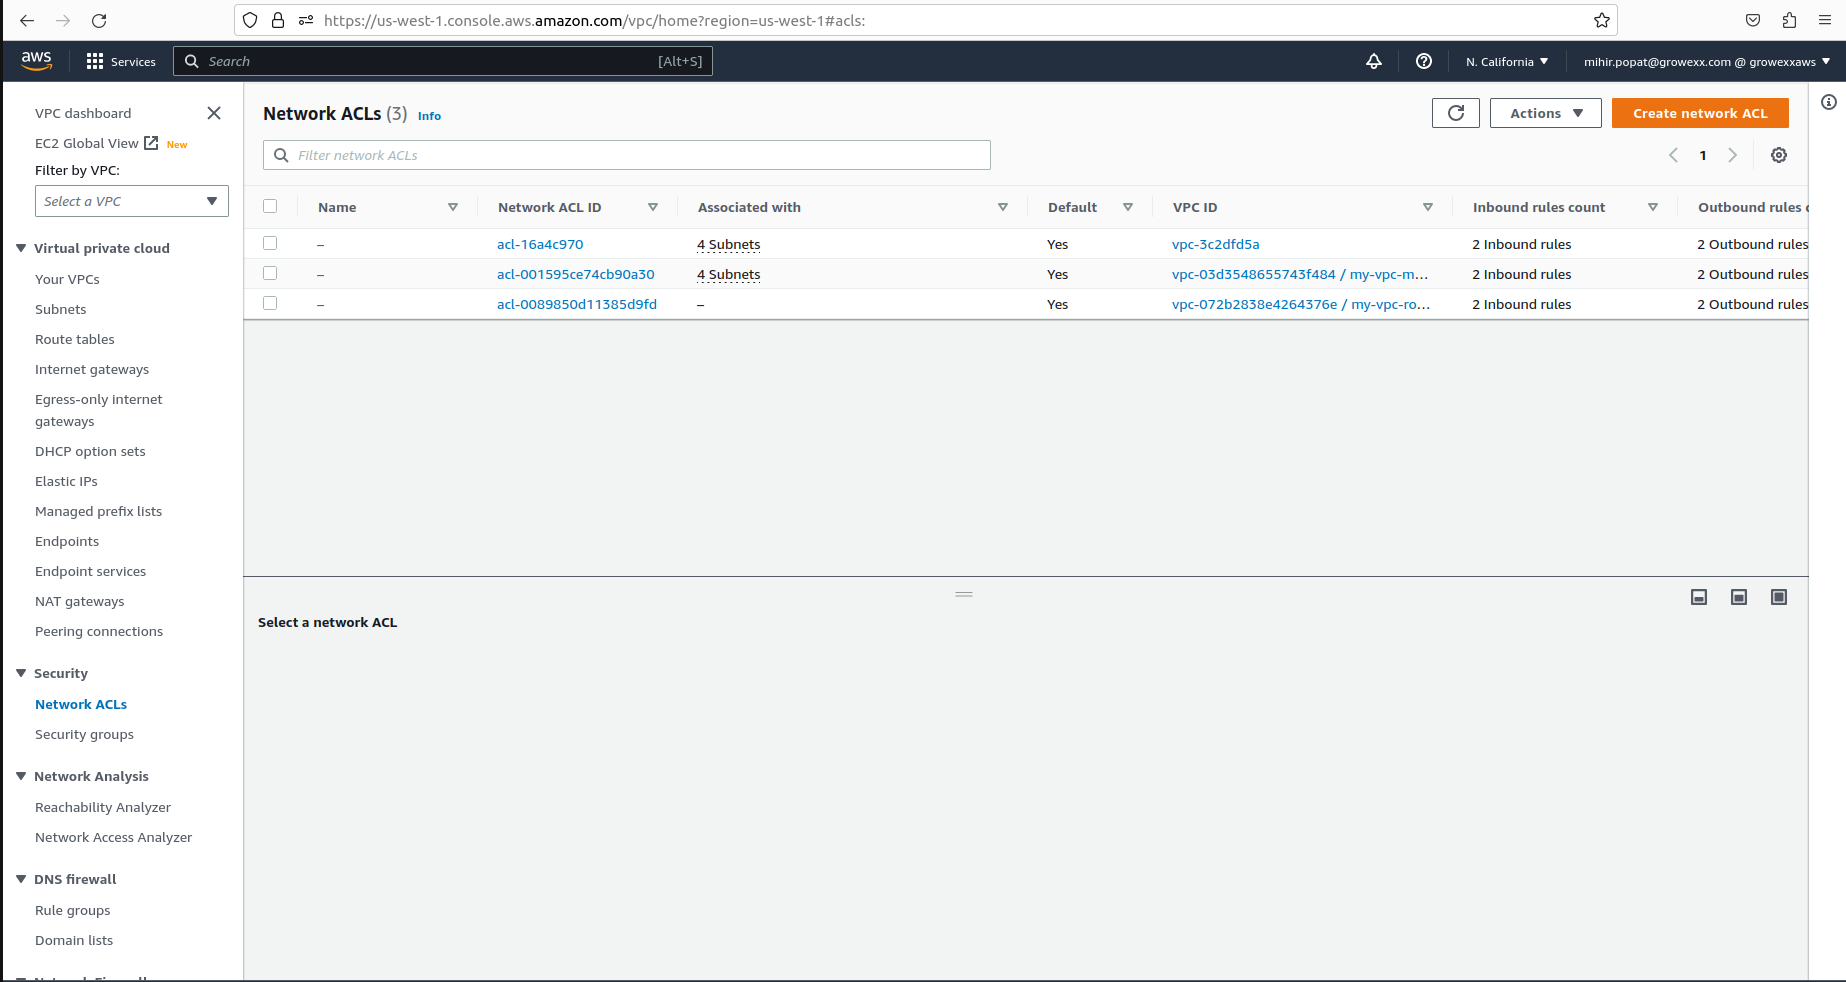 https://us-west-1.console.aws.amazon.com/vpc/home?region=us-west-1#acls:
aws
Services
Search
[Alt+S]
N. California
mihir.popat@growexx.com @ growexxaws
VPC dashboard
EC2 Global View New
Filter by VPC:
Select a VPC
Virtual private cloud
Your VPCs
Subnets
Route tables
Internet gateways
Egress-only internet
gateways
DHCP option sets
Elastic IPs
Managed prefix lists
Endpoints
Endpoint services
NAT gateways
Peering connections
Security
Network ACLs
Security groups
Network Analysis
Reachability Analyzer
Network Access Analyzer
DNS firewall
Rule groups
Domain lists
Network ACLs (3) Info
Actions
Create network ACL
Filter network ACLs
1
Name Network ACL ID Associated with Default VPC ID Inbound rules count Outbound rules
– acl-16a4c970 4 Subnets Yes vpc-3c2dfd5a 2 Inbound rules 2 Outbound rules
– acl-001595ce74cb90a30 4 Subnets Yes vpc-03d3548655743f484 / my-vpc-m... 2 Inbound rules 2 Outbound rules
– acl-0089850d11385d9fd – Yes vpc-072b2838e4264376e / my-vpc-ro... 2 Inbound rules 2 Outbound rules
Select a network ACL